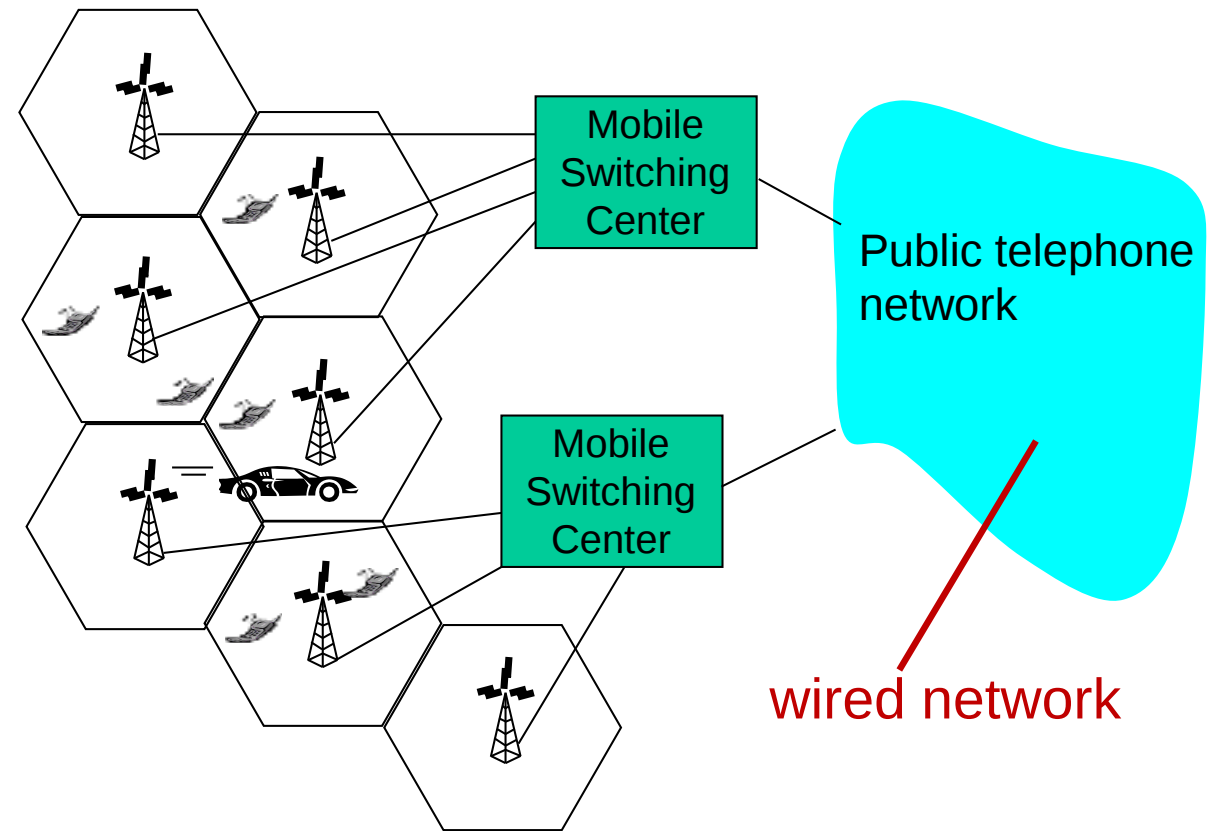 Mobile
Switching
Center
Public telephone
network
Mobile
Switching
Center
wired network